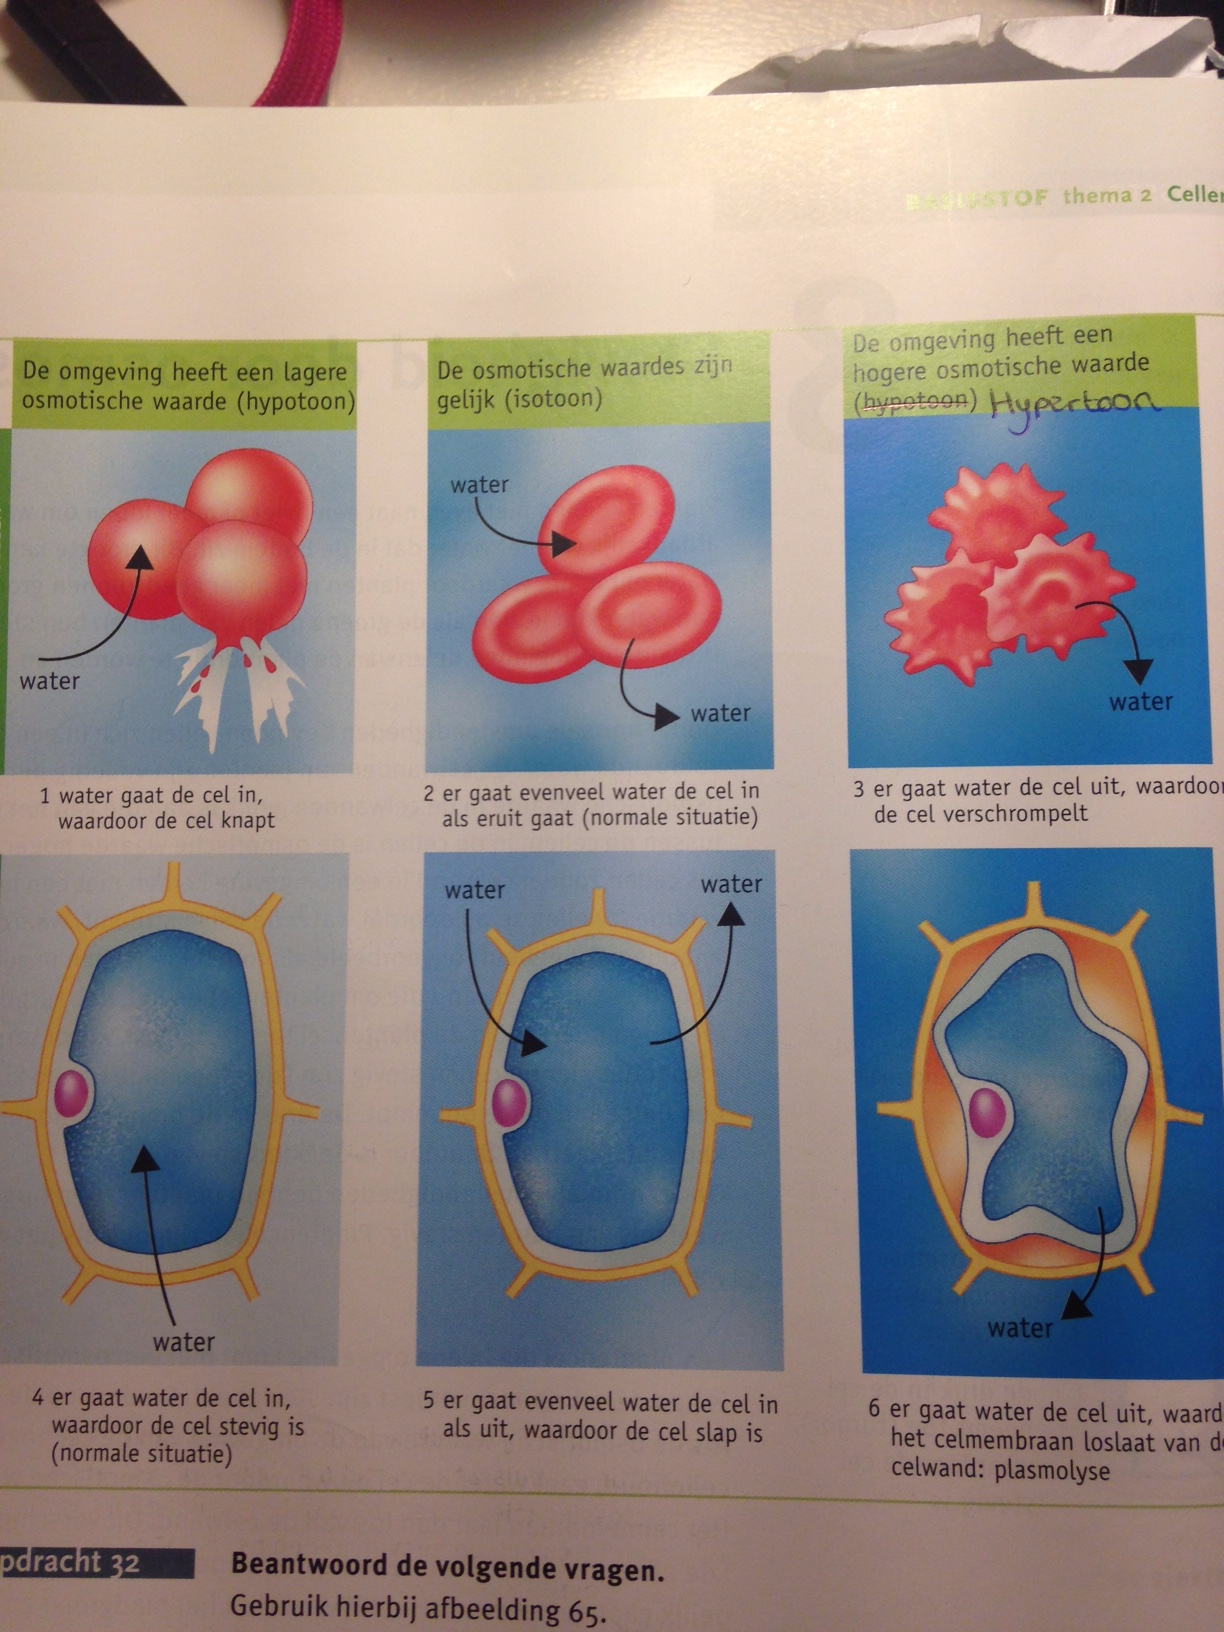 BASISSTOF thema 2 Celle
De omgeving heeft een lagere
osmotische waarde (hypotoon)
De osmotische waardes zijn
gelijk (isotoon)
De omgeving heeft een
hogere osmotische waarde
(hypotoon) Hypertoon
water
water
water
water
1 water gaat de cel in,
waardoor de cel knapt
2 er gaat evenveel water de cel in
als eruit gaat (normale situatie)
3 er gaat water de cel uit, waardoor
de cel verschrompelt
water
water
water
water
4 er gaat water de cel in,
waardoor de cel stevig is
(normale situatie)
5 er gaat evenveel water de cel in
als uit, waardoor de cel slap is
6 er gaat water de cel uit, waard
het celmembraan loslaat van de
celwand: plasmolyse
pdracht 32
Beantwoord de volgende vragen.
Gebruik hierbij afbeelding 65.